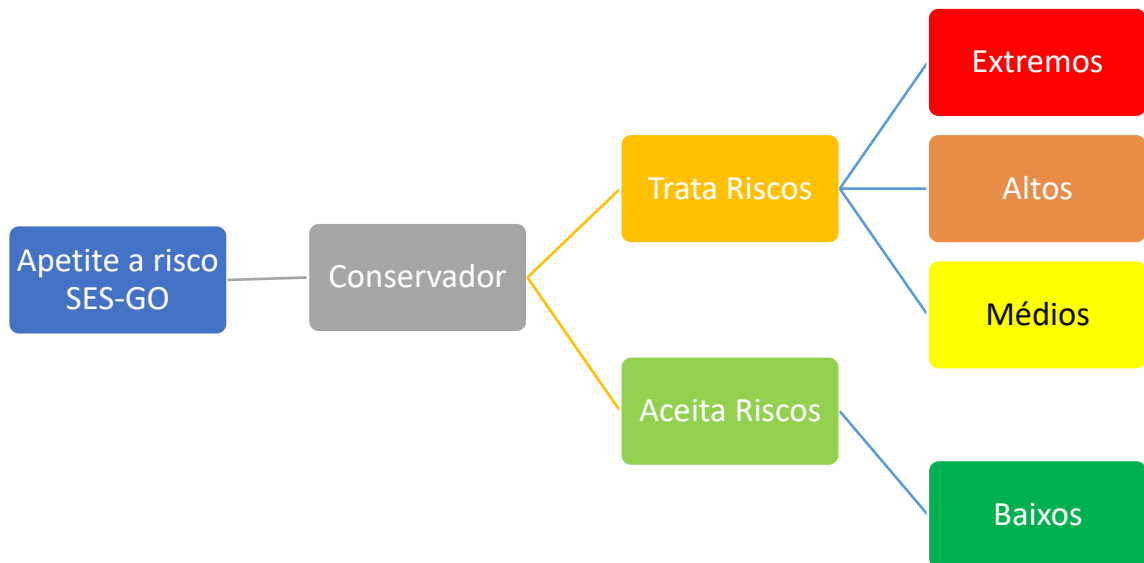 Apetite a risco
SES-GO
Conservador
Trata Riscos
Aceita Riscos
Extremos
Altos
Médios
Baixos